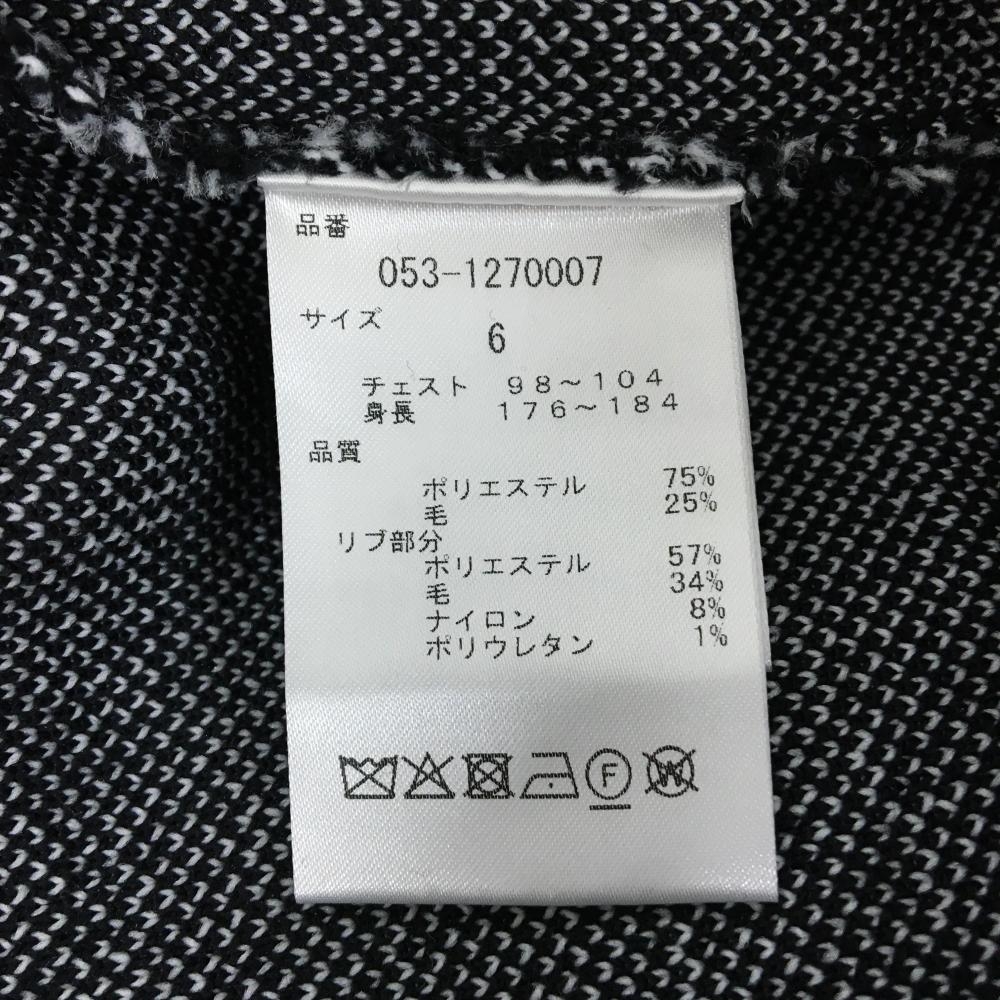 品番
053-1270007
サイズ 6
チェスト 98~104
身長 176~184
品質
ポリエステル 75%
毛 25%
リブ部分
ポリエステル 57%
毛 34%
ナイロン 8%
ポリウレタン 1%
F W